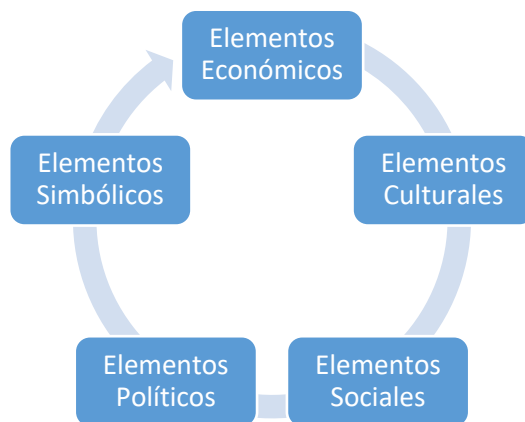 Elementos
Económicos
Elementos
Culturales
Elementos
Sociales
Elementos
Políticos
Elementos
Simbólicos